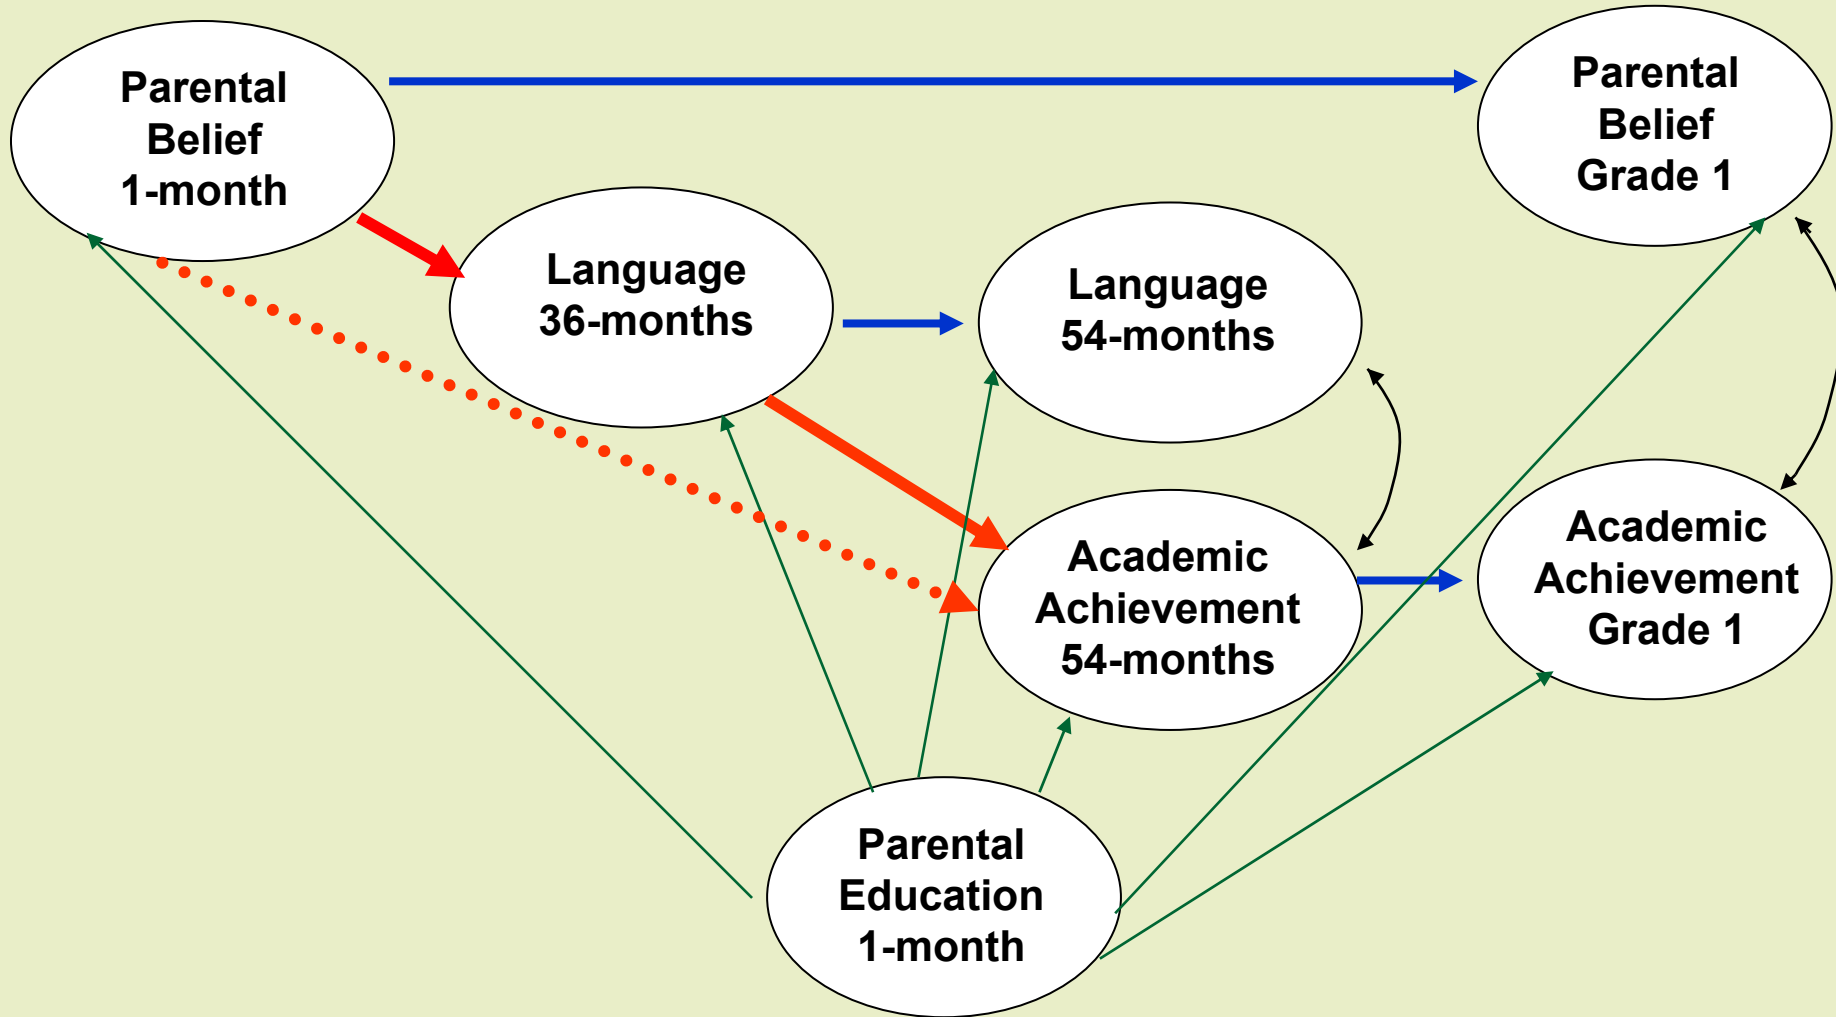 Parental
Belief
1-month
Parental
Belief
Grade 1
Language
36-months
Language
54-months
Academic
Achievement
54-months
Academic
Achievement
Grade 1
Parental
Education
1-month